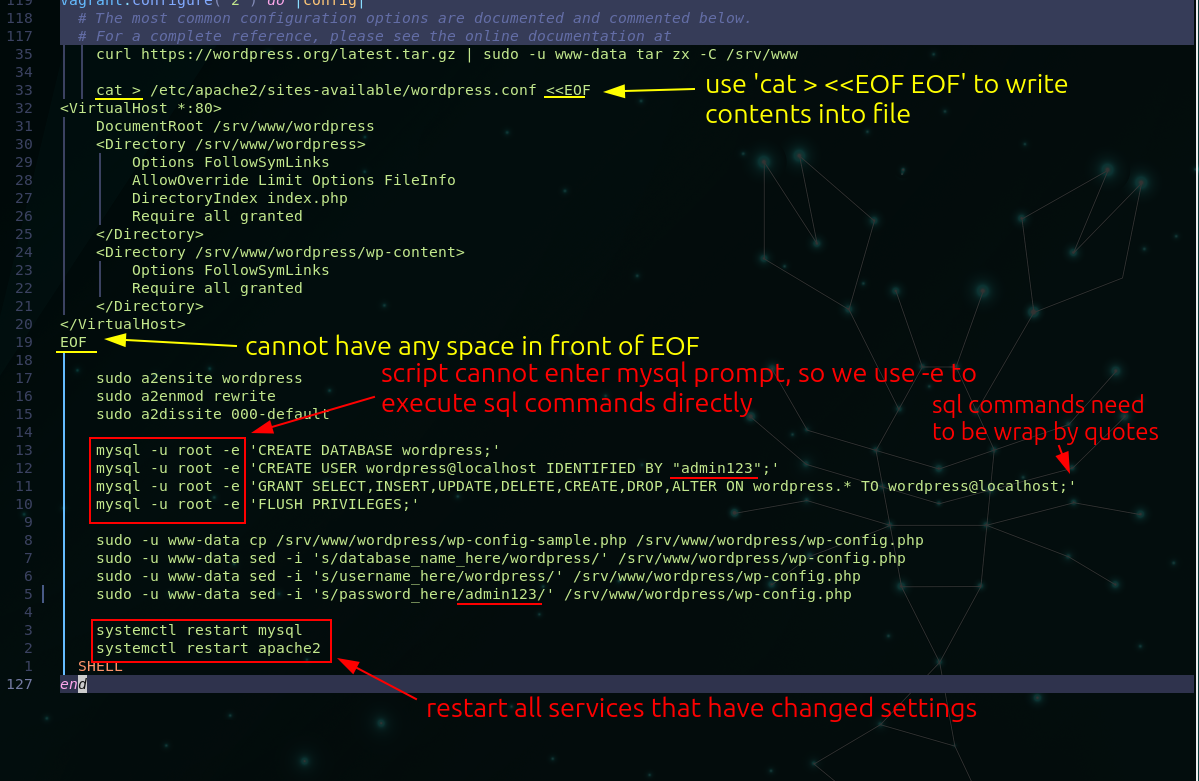 119 vagrant.configure("2") do |config|
118 # The most common configuration options are documented and commented below.
117 # For a complete reference, please see the online documentation at
35 curl https://wordpress.org/latest.tar.gz | sudo -u www-data tar zx -C /srv/www
34
33 cat > /etc/apache2/sites-available/wordpress.conf <<EOF
use 'cat > <<EOF EOF' to write
contents into file
32 <VirtualHost *:80>
31 DocumentRoot /srv/www/wordpress
30 <Directory /srv/www/wordpress>
29 Options FollowSymLinks
28 AllowOverride Limit Options FileInfo
27 DirectoryIndex index.php
26 Require all granted
25 </Directory>
24 <Directory /srv/www/wordpress/wp-content>
23 Options FollowSymLinks
22 Require all granted
21 </Directory>
20 </VirtualHost>
19 EOF
cannot have any space in front of EOF
18
17 sudo a2ensite wordpress
16 sudo a2enmod rewrite
15 sudo a2dissite 000-default
script cannot enter mysql prompt, so we use -e to
execute sql commands directly
sql commands need
to be wrap by quotes
14
13 mysql -u root -e 'CREATE DATABASE wordpress;'
12 mysql -u root -e 'CREATE USER wordpress@localhost IDENTIFIED BY "admin123";'
11 mysql -u root -e 'GRANT SELECT,INSERT,UPDATE,DELETE,CREATE,DROP,ALTER ON wordpress.* TO wordpress@localhost;'
10 mysql -u root -e 'FLUSH PRIVILEGES;'
9
8 sudo -u www-data cp /srv/www/wordpress/wp-config-sample.php /srv/www/wordpress/wp-config.php
7 sudo -u www-data sed -i 's/database_name_here/wordpress/' /srv/www/wordpress/wp-config.php
6 sudo -u www-data sed -i 's/username_here/wordpress/' /srv/www/wordpress/wp-config.php
5 sudo -u www-data sed -i 's/password_here/admin123/' /srv/www/wordpress/wp-config.php
4
3 systemctl restart mysql
2 systemctl restart apache2
1 SHELL
127 end
restart all services that have changed settings